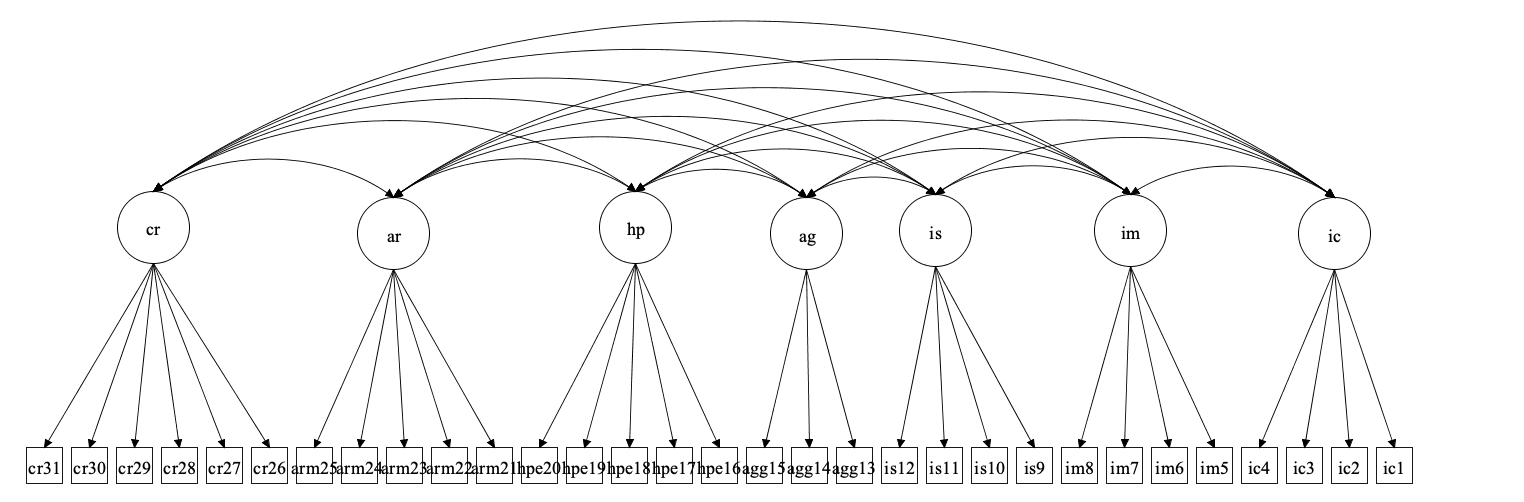 cr ar hp ag is im ic
cr31 cr30 cr29 cr28 cr27 cr26 arm25 arm24 arm23 arm22 arm21 hpe20 hpe19 hpe18 hpe17 hpe16 agg15 agg14 agg13 is12 is11 is10 is9 im8 im7 im6 im5 ic4 ic3 ic2 ic1